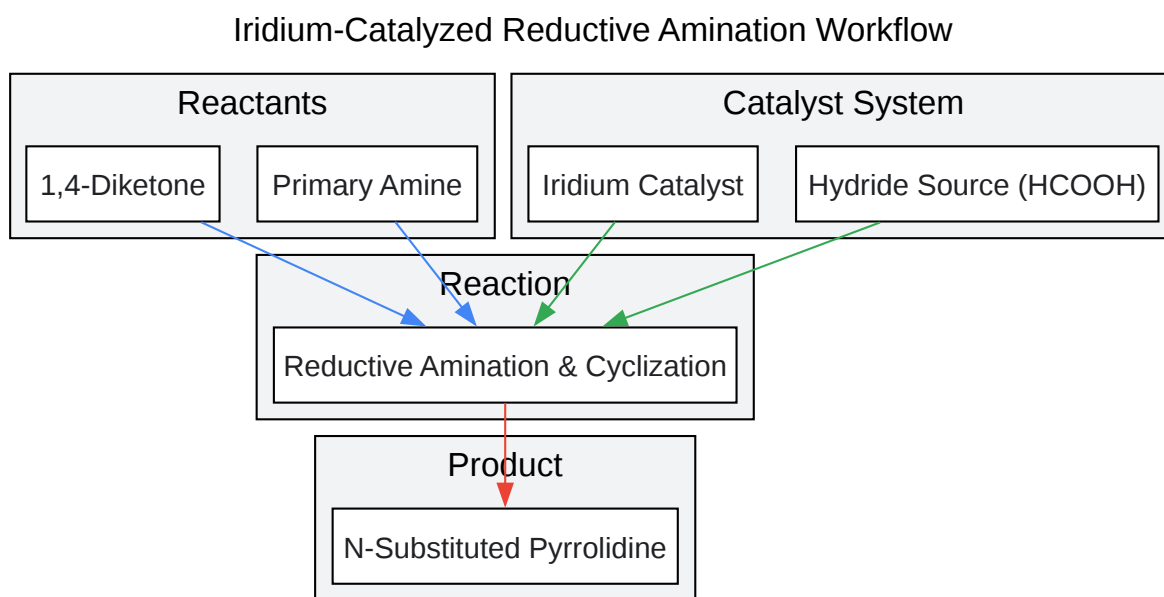 Iridium-Catalyzed Reductive Amination Workflow
Reactants
Catalyst System
1,4-Diketone
Primary Amine
Iridium Catalyst
Hydride Source (HCOOH)
Reaction
Reductive Amination & Cyclization
Product
N-Substituted Pyrrolidine